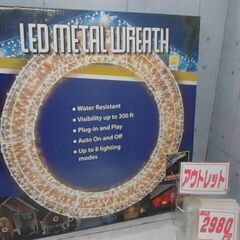 LED METAL WREATH
• Water Resistant
• Visibility up to 300 ft
• Plug-in and Play
• Auto On and Off
• Up to 8 lighting
modes
アウトレット
2980